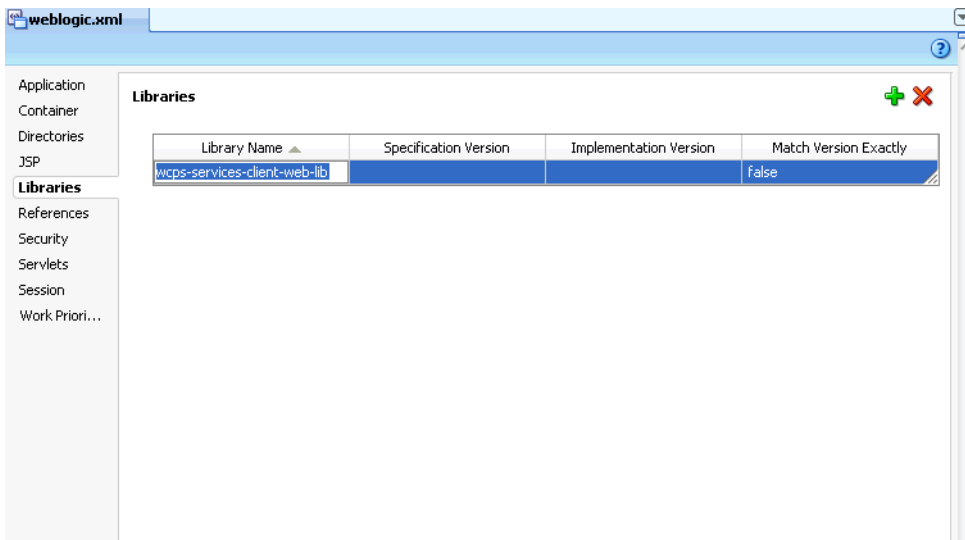 weblogic.xml
Application
Container
Directories
JSP
Libraries
References
Security
Servlets
Session
Work Priori...
Libraries
Library Name Specification Version Implementation Version Match Version Exactly
wcps-services-client-web-lib false